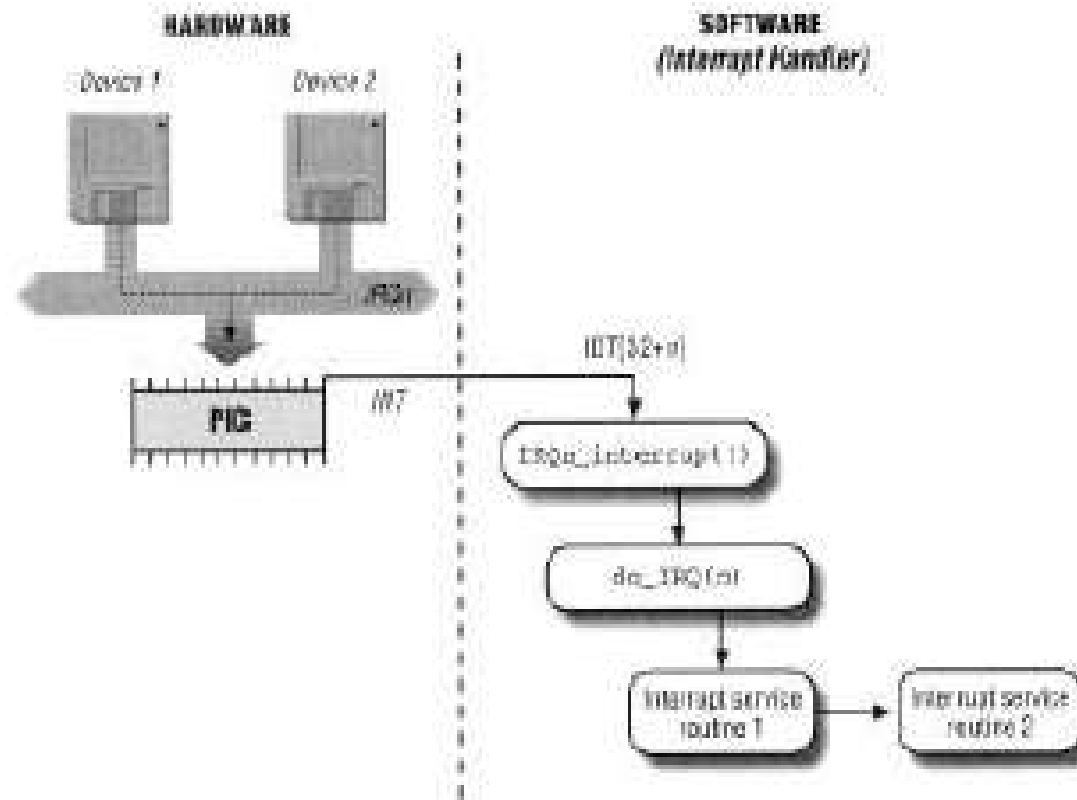 HARDWARE
SOFTWARE
(Interrupt Handler)
Device 1
Device 2
IRQn
PIC
INT
IDT[32+n]
IRQn_interrupt()
do_IRQ(n)
Interrupt service
routine 1
Interrupt service
routine 2